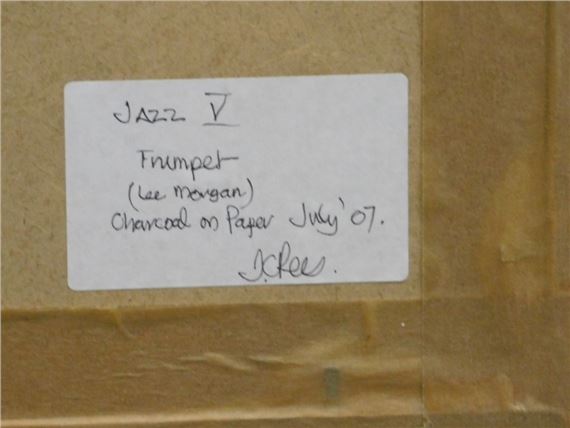 JAZZ V
Trumpet
(Lee Morgan)
Charcoal on Paper July '07.
J.C Rees.